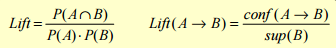 Lift = P(A ∩ B) / P(A) · P(B)    Lift(A → B) = conf(A → B) / sup(B)